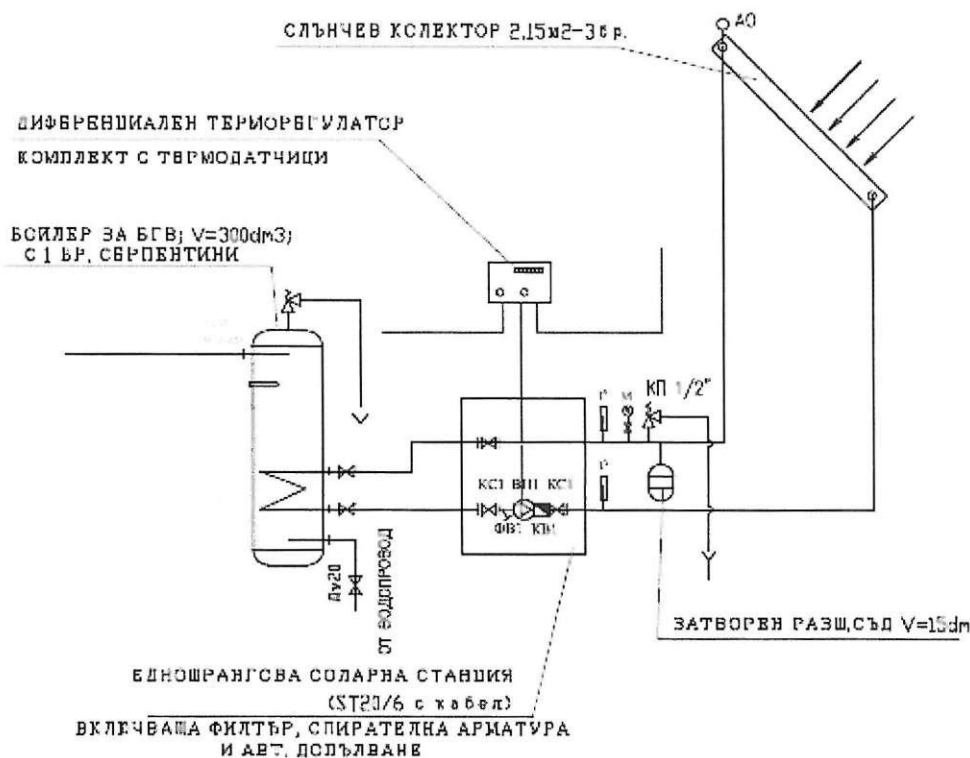 АО
СЛЪНЧЕВ КОЛЕКТОР 2.15м2-3бр.
ДИФЕРЕНЦИАЛЕН ТЕРМОРЕГУЛАТОР
КОМПЛЕКТ С ТЕРМОДАТЧИЦИ
БОЙЛЕР ЗА БГВ; V=300dm3;
С 1 БР. СЕРПЕНТИНИ
КП 1/2"
М
Т°
Т°
КС1 ВП1 КС1
ФВ1 КВ1
Ду20
ОТ ВОДОПРОВОД
ЗАТВОРЕН РАЗШ.СЪД V=15dm
ЕДНОЩРАНГОВА СОЛАРНА СТАНЦИЯ
(ST20/6 с кабел)
ВКЛЮЧВАЩА ФИЛТЪР, СПИРАТЕЛНА АРМАТУРА
И АВТ. ДОПЪЛВАНЕ